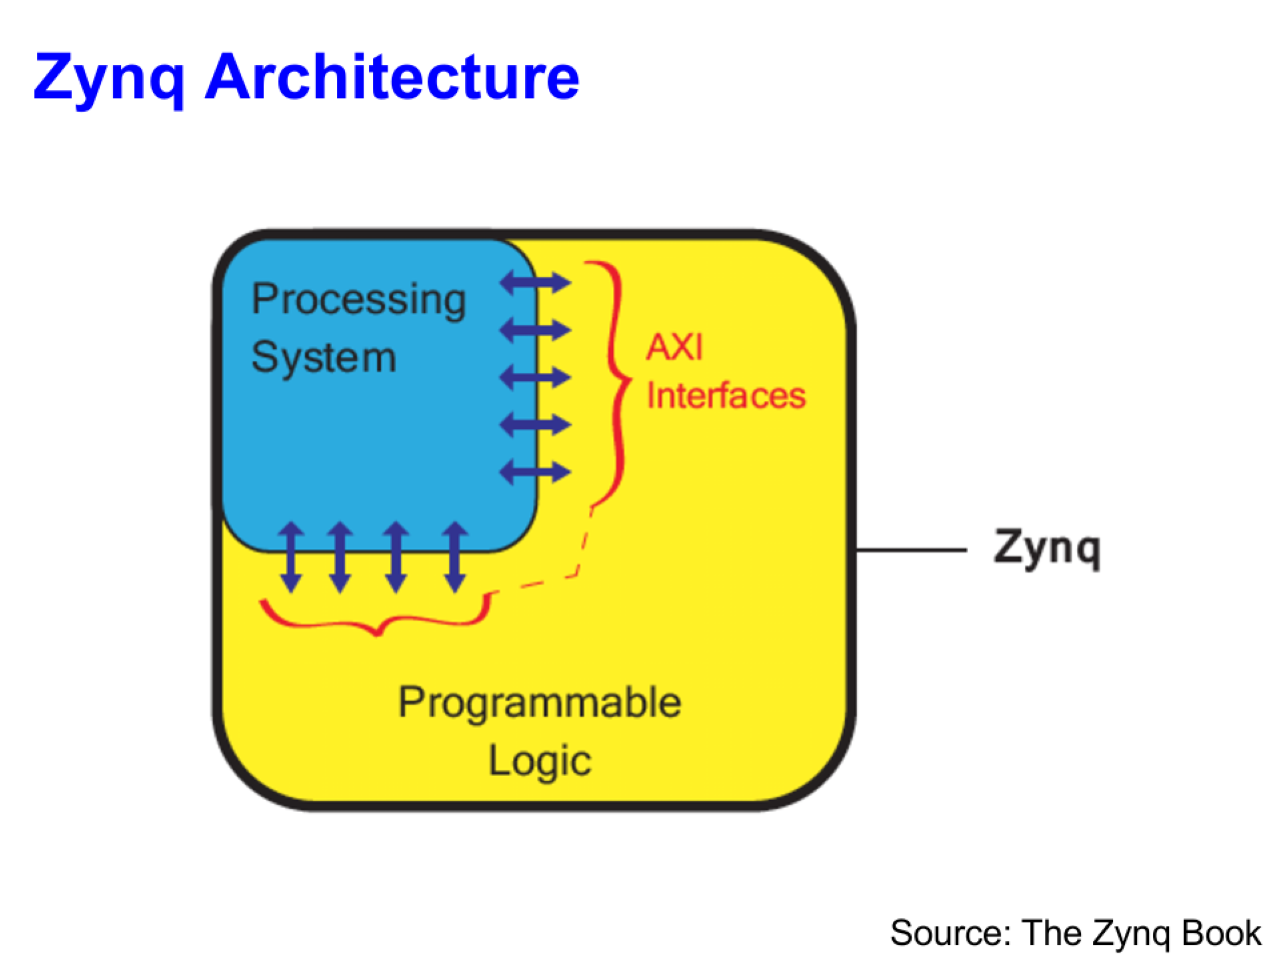 Zynq Architecture
Processing
System
AXI
Interfaces
Zynq
Programmable
Logic
Source: The Zynq Book